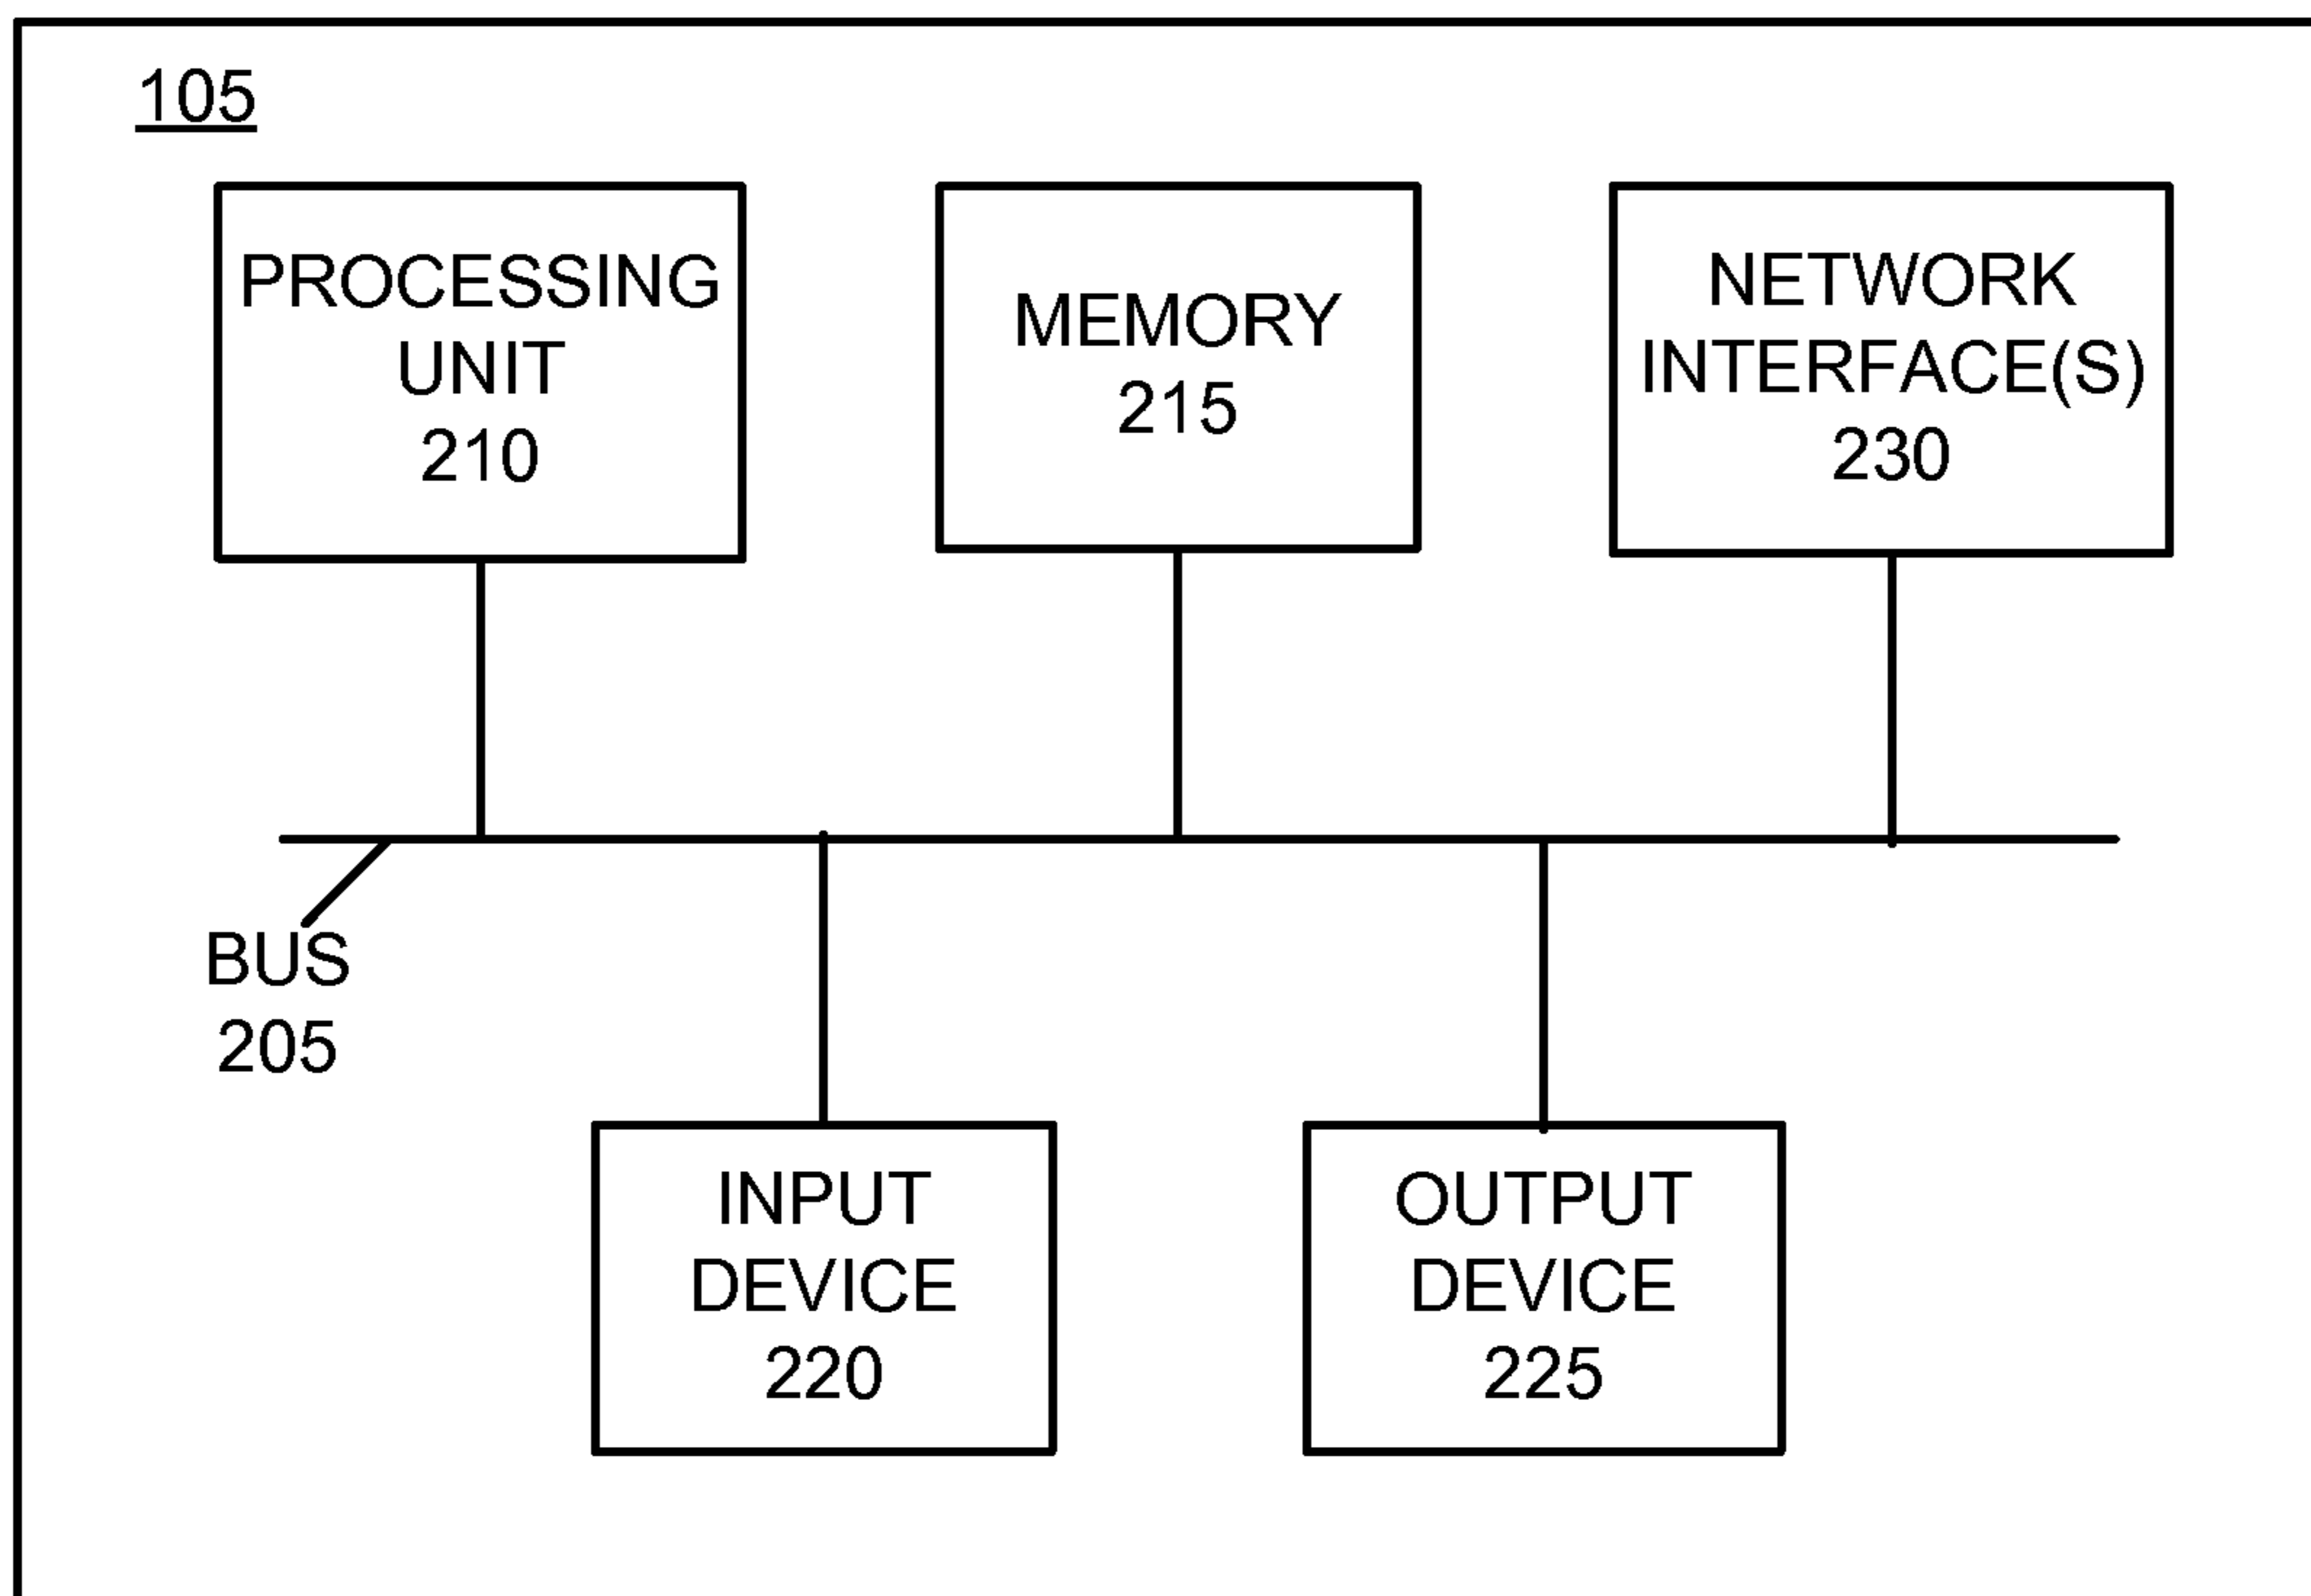 105
PROCESSING
UNIT
210
MEMORY
215
NETWORK
INTERFACE(S)
230
BUS
205
INPUT
DEVICE
220
OUTPUT
DEVICE
225